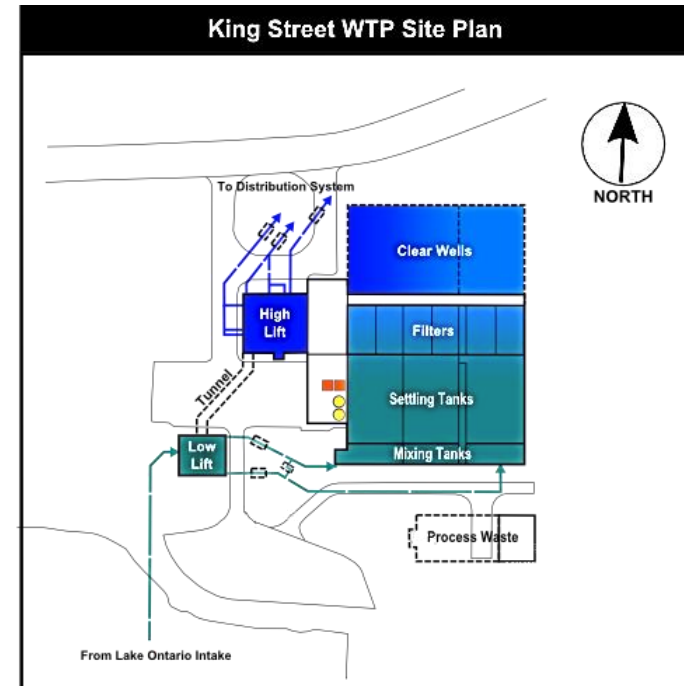 King Street WTP Site Plan
NORTH
To Distribution System
Clear Wells
High
Lift
Filters
Tunnel
Settling Tanks
Low
Lift
Mixing Tanks
Process Waste
From Lake Ontario Intake